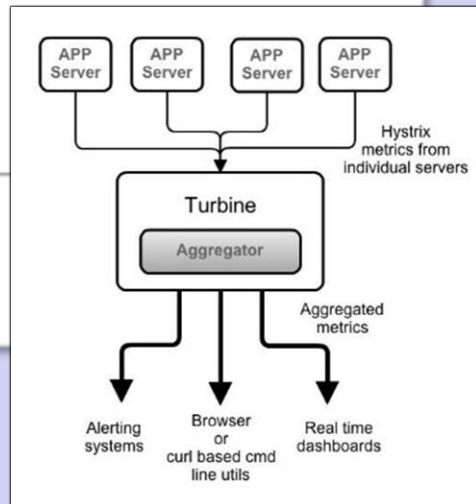 APP
Server
APP
Server
APP
Server
APP
Server
Hystrix
metrics from
individual servers
Turbine
Aggregator
Aggregated
metrics
Alerting
systems
Browser
or
curl based cmd
line utils
Real time
dashboards